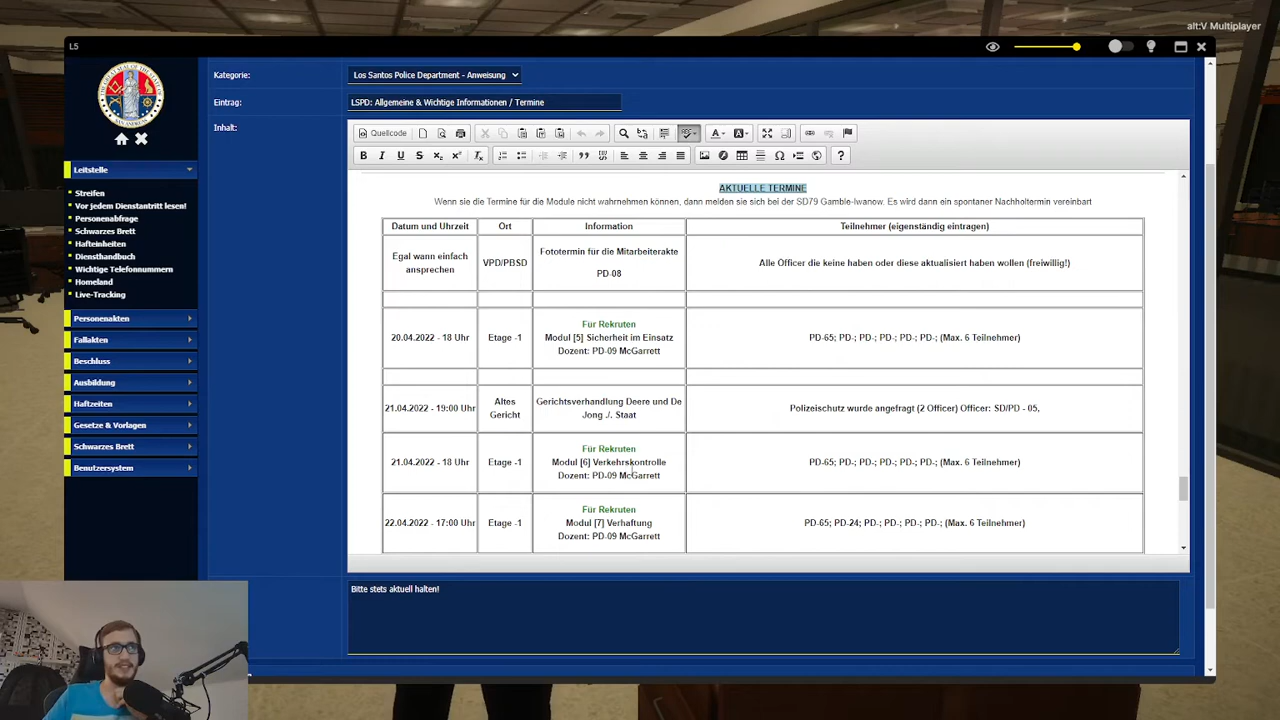 alt:V Multiplayer
L5
Kategorie:
Los Santos Police Department - Anweisung
Eintrag:
LSPD: Allgemeine & Wichtige Informationen / Termine
Inhalt:
Quellcode
Leitstelle
Streifen
Vor jedem Dienstantritt lesen!
Personenabfrage
Schwarzes Brett
Hafteinheiten
Diensthandbuch
Wichtige Telefonnummern
Homeland
Live-Tracking
Personenakten
Fallakten
Beschluss
Ausbildung
Haftzeiten
Gesetze & Vorlagen
Schwarzes Brett
Benutzersystem
AKTUELLE TERMINE
Wenn sie die Termine für die Module nicht wahrnehmen können, dann melden sie sich bei der SD79 Gamble-Iwanow. Es wird dann ein spontaner Nachholtermin vereinbart
Datum und Uhrzeit Ort Information Teilnehmer (eigenständig eintragen)
Egal wann einfach
ansprechen
VPD/PBSD
Fototermin für die Mitarbeiterakte
PD-08
Alle Officer die keine haben oder diese aktualisiert haben wollen (freiwillig!)
20.04.2022 - 18 Uhr
Etage -1
Für Rekruten
Modul [5] Sicherheit im Einsatz
Dozent: PD-09 McGarrett
PD-65; PD-; PD-; PD-; PD-; PD-; (Max. 6 Teilnehmer)
21.04.2022 - 19:00 Uhr
Altes
Gericht
Gerichtsverhandlung Deere und De
Jong ./. Staat
Polizeischutz wurde angefragt (2 Officer) Officer: SD/PD - 05,
21.04.2022 - 18 Uhr
Etage -1
Für Rekruten
Modul [6] Verkehrskontrolle
Dozent: PD-09 McGarrett
PD-65; PD-; PD-; PD-; PD-; PD-; (Max. 6 Teilnehmer)
22.04.2022 - 17:00 Uhr
Etage -1
Für Rekruten
Modul [7] Verhaftung
Dozent: PD-09 McGarrett
PD-65; PD-24; PD-; PD-; PD-; PD-; (Max. 6 Teilnehmer)
Bitte stets aktuell halten!